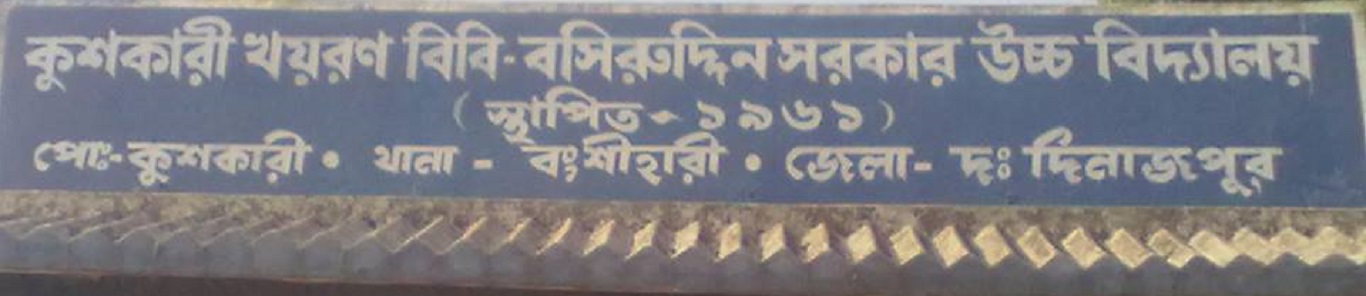 কুশকারী খয়রণ বিবি-বসিরুদ্দিন সরকার উচ্চ বিদ্যালয়
( স্থাপিত - ১৯৬১ )
পোঃ-কুশকারী • থানা - বংশীহারী • জেলা- দঃ দিনাজপুর